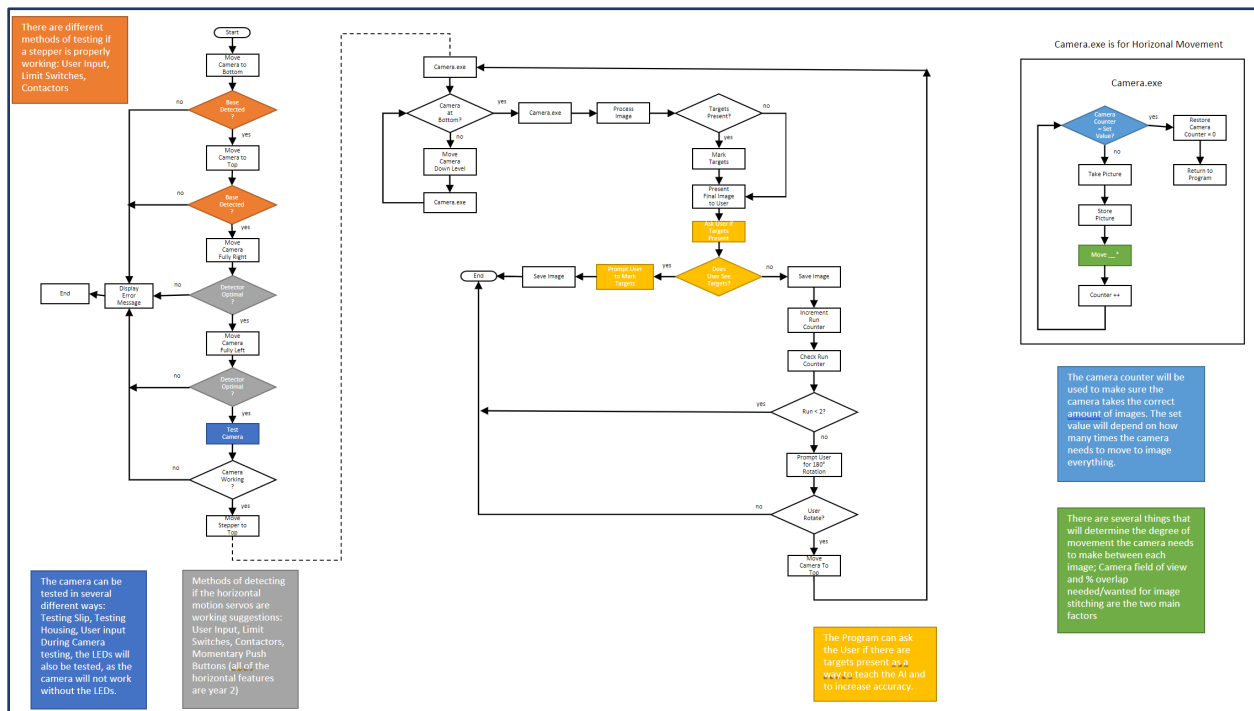 There are different
methods of testing if
a stepper is properly
working: User Input,
Limit Switches,
Contactors
Start
Move
Camera to
Bottom
Base
Detected
?
no
yes
Move
Camera to
Top
Base
Detected
?
no
yes
Move
Camera
Fully Right
Detector
Optimal
?
no
Display
Error
Message
End
yes
Move
Camera
Fully Left
Detector
Optimal
?
no
yes
Test
Camera
Camera
Working
?
no
yes
Move
Stepper to
Top
The camera can be
tested in several
different ways:
Testing Slip, Testing
Housing, User input
During Camera
testing, the LEDs will
also be tested, as the
camera will not work
without the LEDs.
Methods of detecting
if the horizontal
motion servos are
working suggestions:
User Input, Limit
Switches, Contactors,
Momentary Push
Buttons (all of the
horizontal features
are year 2)
Camera.exe
Camera
at
Bottom?
yes
Camera.exe
Process
Image
Targets
Present?
no
no
Move
Camera
Down Level
Camera.exe
yes
Mark
Targets
Present
Final Image
to User
Ask User if
Targets
Present
Does
User See
Targets?
yes
Prompt User
to Mark
Targets
Save Image
End
no
Save Image
Increment
Run
Counter
Check Run
Counter
Run < 2?
yes
no
Prompt User
for 180°
Rotation
User
Rotate?
no
yes
Move
Camera To
Top
The Program can ask
the User if there are
targets present as a
way to teach the AI and
to increase accuracy.
Camera.exe is for Horizonal Movement
Camera.exe
Camera
Counter
= Set
Value?
yes
Restore
Camera
Counter = 0
Return to
Program
no
Take Picture
Store
Picture
Move __°
Counter ++
The camera counter will be
used to make sure the
camera takes the correct
amount of images. The set
value will depend on how
many times the camera
needs to move to image
everything.
There are several things that
will determine the degree of
movement the camera needs
to make between each
image; Camera field of view
and % overlap
needed/wanted for image
stitching are the two main
factors